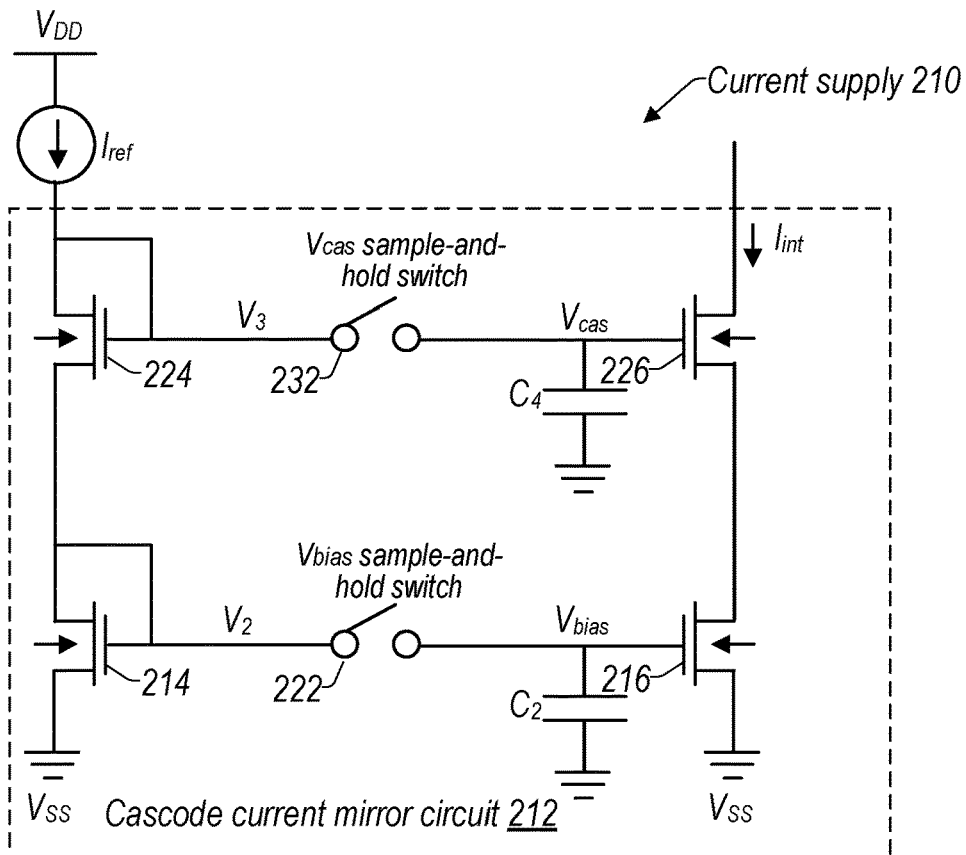 VDD
Current supply 210
Iref
Vcas sample-and-
hold switch
Iint
V3
Vcas
224
232
226
C4
Vbias sample-and-
hold switch
V2
Vbias
214
222
216
C2
VSS
Cascode current mirror circuit 212
VSS